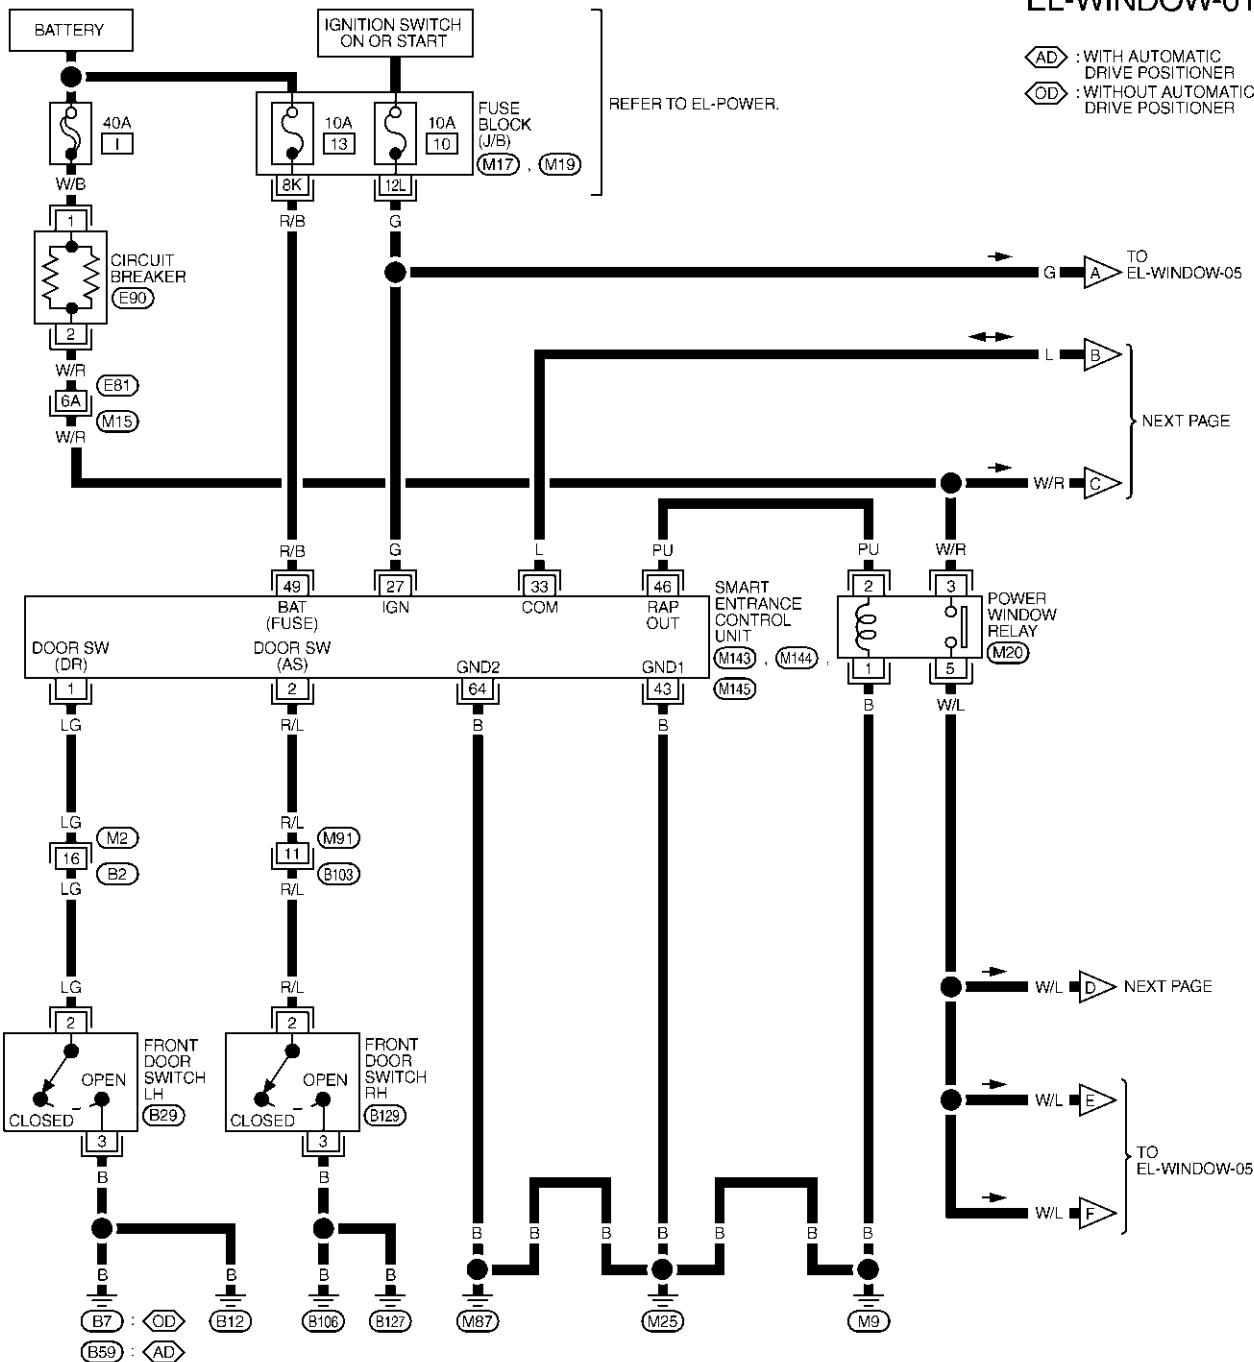 EL-WINDOW-01
BATTERY
IGNITION SWITCH
ON OR START
AD : WITH AUTOMATIC
DRIVE POSITIONER
OD : WITHOUT AUTOMATIC
DRIVE POSITIONER
REFER TO EL-POWER.
40A
I
10A
13
10A
10
FUSE
BLOCK
(J/B)
M17 , M19
W/B
8K
12L
R/B
G
1
CIRCUIT
BREAKER
E90
2
W/R
E81
6A
M15
W/R
G
A
TO
EL-WINDOW-05
L
B
NEXT PAGE
W/R
C
R/B
G
L
PU
PU
W/R
49
27
33
46
2
3
BAT
(FUSE)
IGN
COM
RAP
OUT
SMART
ENTRANCE
CONTROL
UNIT
M143 , M144 ,
M145
POWER
WINDOW
RELAY
M20
DOOR SW
(DR)
DOOR SW
(AS)
GND2
GND1
1
2
64
43
1
5
LG
R/L
B
B
B
W/L
LG
R/L
M2
M91
16
11
B2
B103
LG
R/L
LG
R/L
W/L
D
NEXT PAGE
2
2
FRONT
DOOR
SWITCH
LH
B29
OPEN
CLOSED
FRONT
DOOR
SWITCH
RH
B129
OPEN
CLOSED
3
3
W/L
E
TO
EL-WINDOW-05
W/L
F
B
B
B
B
B
B
B
B
B
B
B
B
B
B7 : OD
B12
B106
B127
M87
M25
M9
B59 : AD